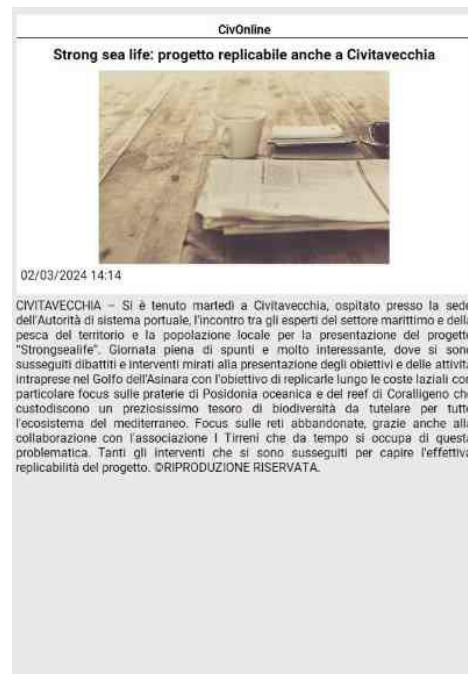 CivOnline
Strong sea life: progetto replicabile anche a Civitavecchia
02/03/2024 14:14
CIVITAVECCHIA – Si è tenuto martedì a Civitavecchia, ospitato presso la sede
dell'Autorità di sistema portuale, l'incontro tra gli esperti del settore marittimo e della
pesca del territorio e la popolazione locale per la presentazione del progetto
"Strongsealife". Giornata piena di spunti e molto interessante, dove si sono
susseguiti dibattiti e interventi mirati alla presentazione degli obiettivi e delle attività
intraprese nel Golfo dell'Asinara con l'obiettivo di replicarle lungo le coste laziali con
particolare focus sulle praterie di Posidonia oceanica e del reef di Coralligeno che
custodiscono un preziosissimo tesoro di biodiversità da tutelare per tutto
l'ecosistema del mediterraneo. Focus sulle reti abbandonate, grazie anche alla
collaborazione con l'associazione I Tirreni che da tempo si occupa di questa
problematica. Tanti gli interventi che si sono susseguiti per capire l'effettiva
replicabilità del progetto. ©RIPRODUZIONE RISERVATA.